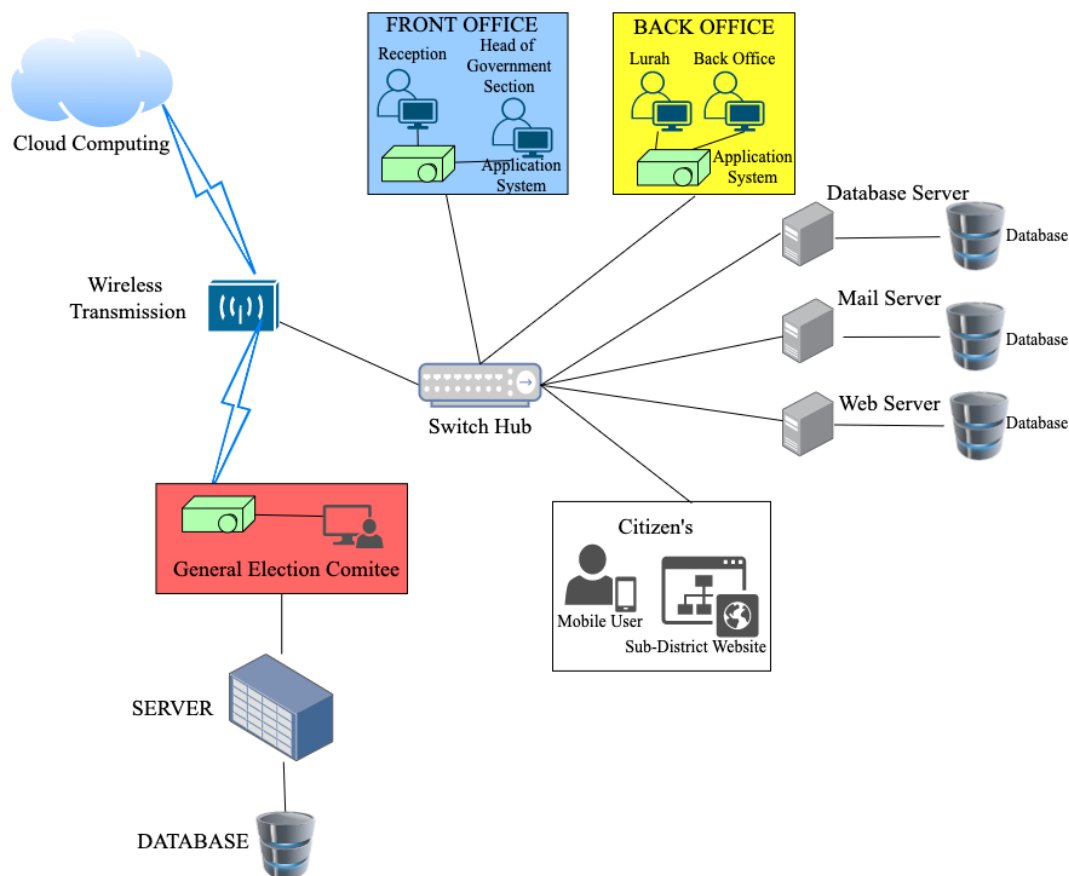 FRONT OFFICE
Reception
Head of
Government
Section
Application
System
BACK OFFICE
Lurah
Back Office
Application
System
Cloud Computing
Database Server
Database
Wireless
Transmission
Mail Server
Database
Switch Hub
Web Server
Database
General Election Comitee
Citizen's
Mobile User
Sub-District Website
SERVER
DATABASE